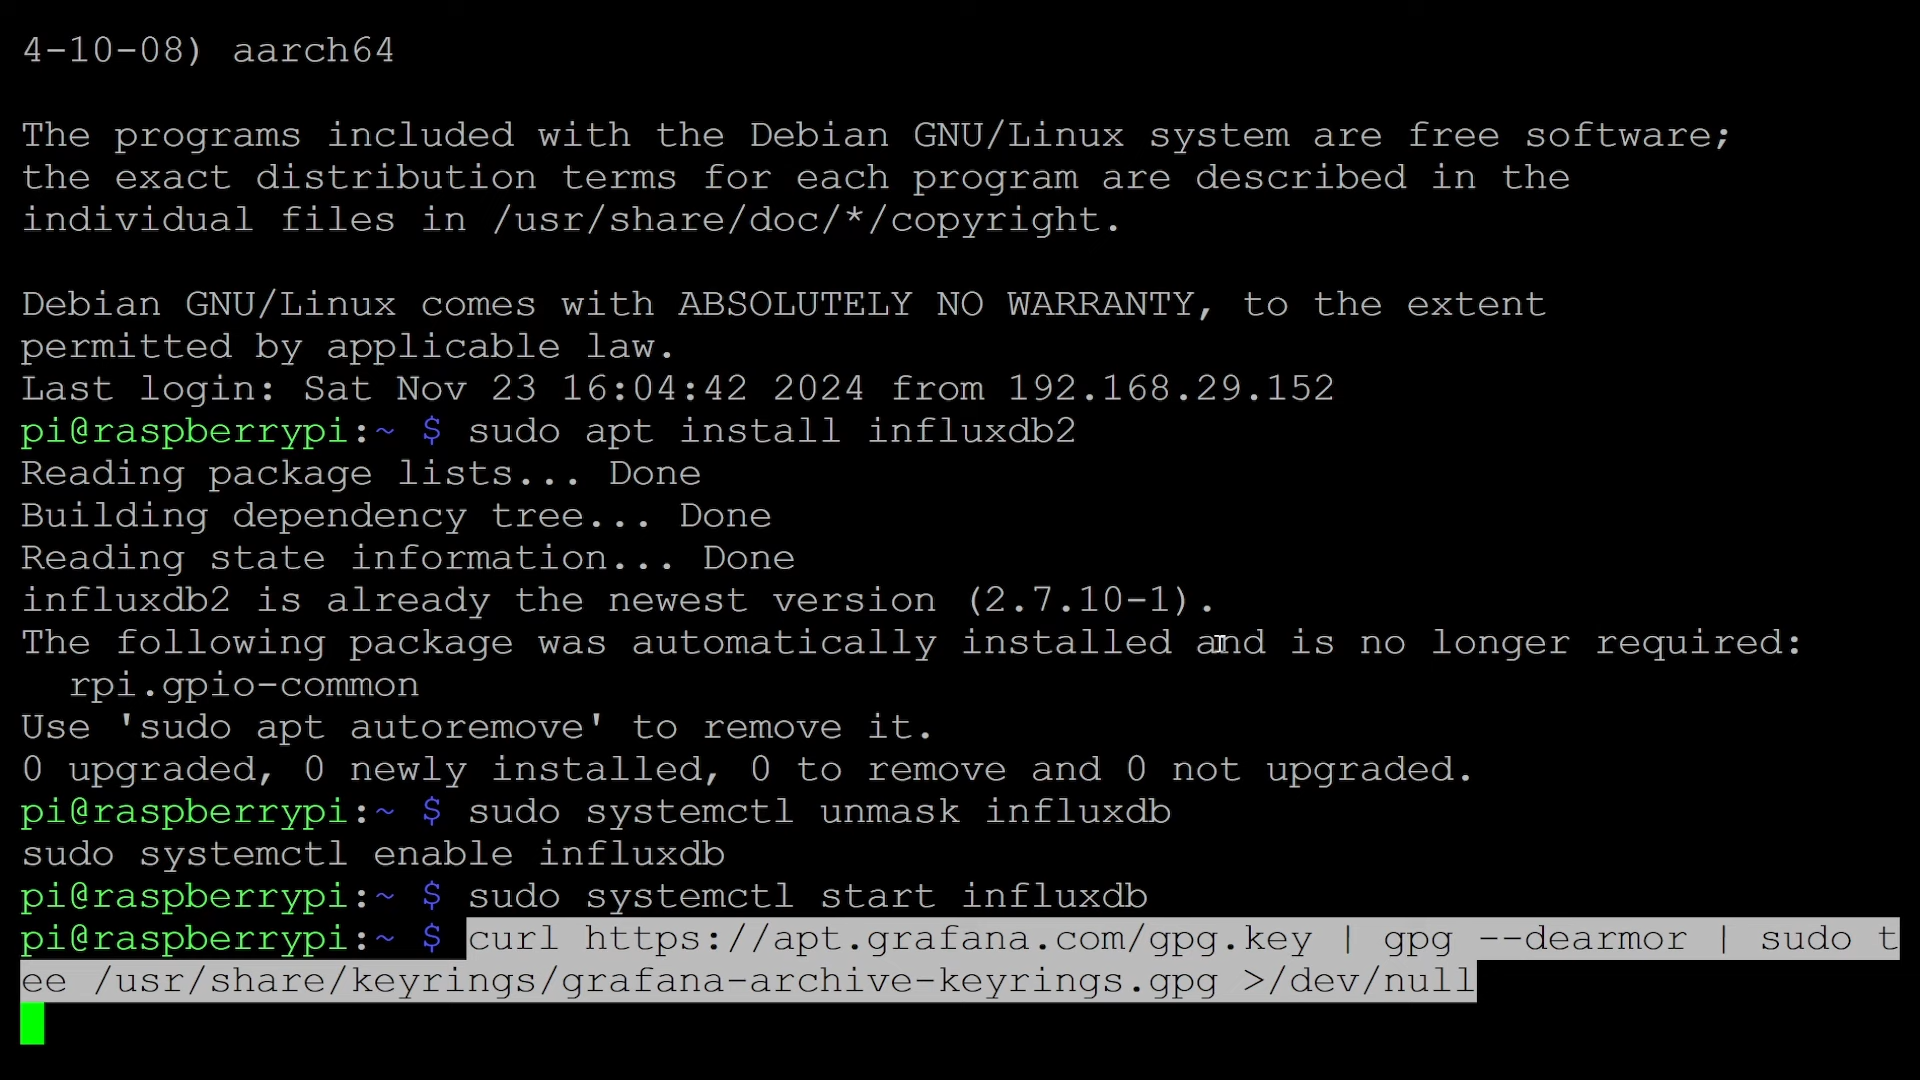 4-10-08) aarch64
The programs included with the Debian GNU/Linux system are free software;
the exact distribution terms for each program are described in the
individual files in /usr/share/doc/*/copyright.
Debian GNU/Linux comes with ABSOLUTELY NO WARRANTY, to the extent
permitted by applicable law.
Last login: Sat Nov 23 16:04:42 2024 from 192.168.29.152
pi@raspberrypi:~ $ sudo apt install influxdb2
Reading package lists... Done
Building dependency tree... Done
Reading state information... Done
influxdb2 is already the newest version (2.7.10-1).
The following package was automatically installed and is no longer required:
  rpi.gpio-common
Use 'sudo apt autoremove' to remove it.
0 upgraded, 0 newly installed, 0 to remove and 0 not upgraded.
pi@raspberrypi:~ $ sudo systemctl unmask influxdb
sudo systemctl enable influxdb
pi@raspberrypi:~ $ sudo systemctl start influxdb
pi@raspberrypi:~ $ curl https://apt.grafana.com/gpg.key | gpg --dearmor | sudo t
ee /usr/share/keyrings/grafana-archive-keyrings.gpg >/dev/null